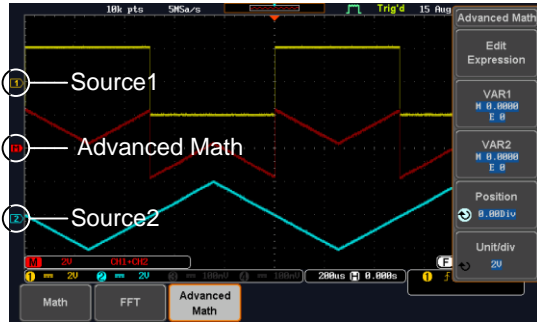 10k pts 5MSa/s Trig'd 15 Aug
Advanced Math
Edit
Expression
VAR1
M 0.0000
E 0
VAR2
M 0.0000
E 0
Position
0.00Div
Unit/div
2V
1 Source1
M Advanced Math
2 Source2
M 2V CH1+CH2
F
1 2V 2 2V 3 100mV 4 100mV 200us H 0.000s 1
Math
FFT
Advanced
Math